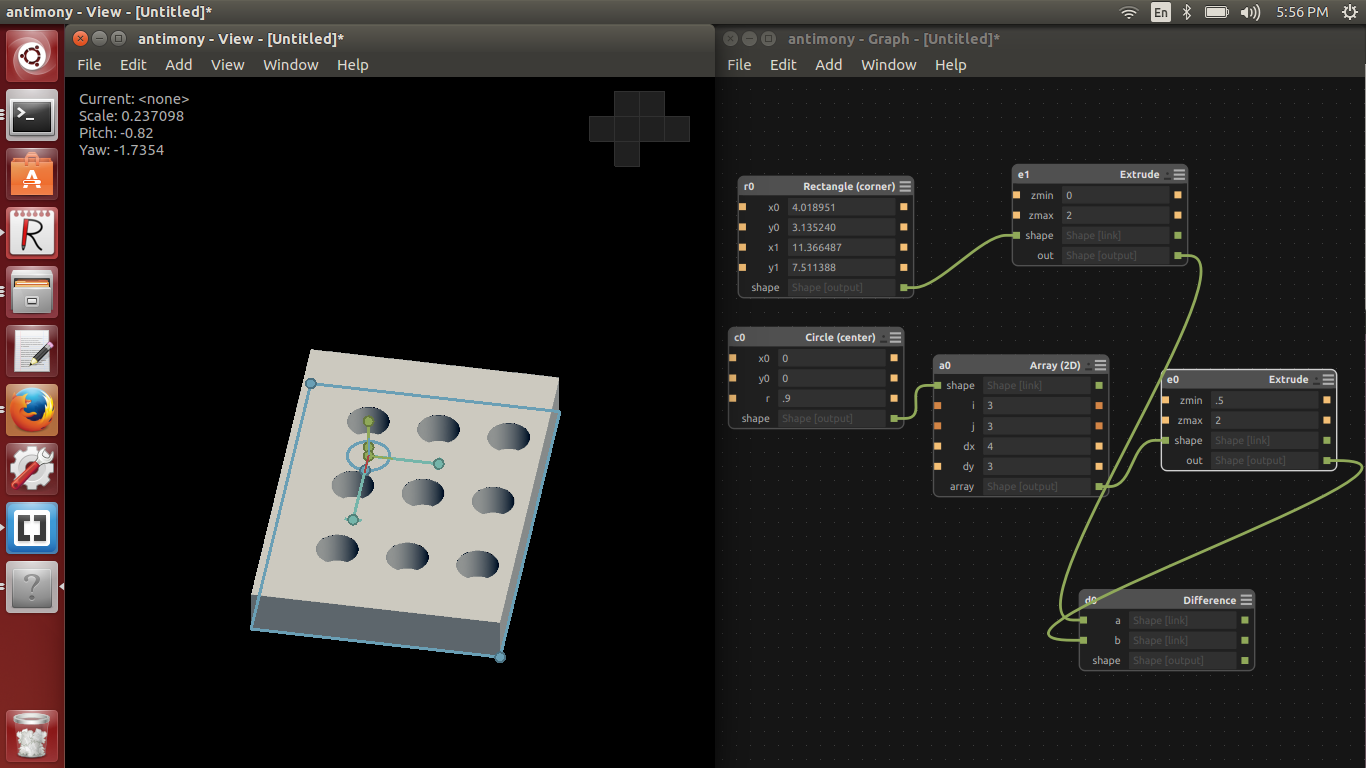 antimony - View - [Untitled]*
En
5:56 PM
antimony - View - [Untitled]*
File Edit Add View Window Help
Current: <none>
Scale: 0.237098
Pitch: -0.82
Yaw: -1.7354
antimony - Graph - [Untitled]*
File Edit Add Window Help
r0 Rectangle (corner)
x0 4.018951
y0 3.135240
x1 11.366487
y1 7.511388
shape Shape [output]
e1 Extrude
zmin 0
zmax 2
shape Shape [link]
out Shape [output]
c0 Circle (center)
x0 0
y0 0
r .9
shape Shape [output]
a0 Array (2D)
shape Shape [link]
i 3
j 3
dx 4
dy 3
array Shape [output]
e0 Extrude
zmin .5
zmax 2
shape Shape [link]
out Shape [output]
d0 Difference
a Shape [link]
b Shape [link]
shape Shape [output]